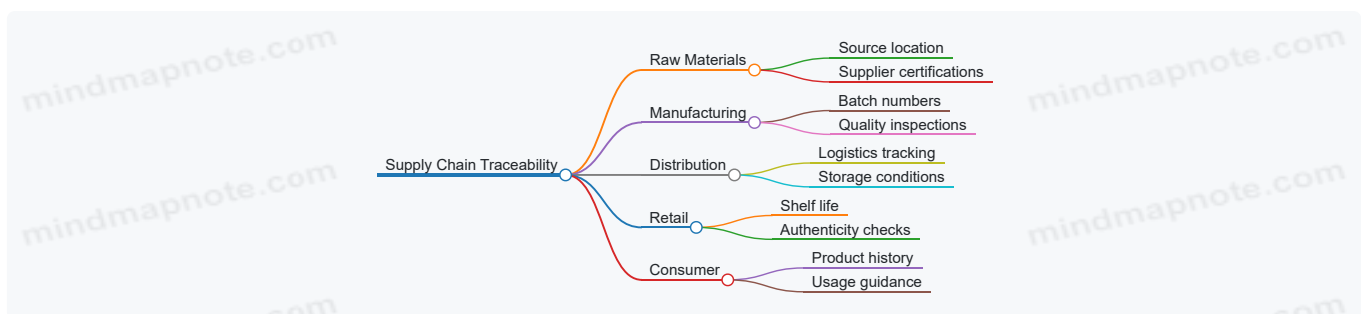 mindmapnote.com
mindmapnote.com
Supply Chain Traceability
Raw Materials
Source location
Supplier certifications
Manufacturing
Batch numbers
Quality inspections
Distribution
Logistics tracking
Storage conditions
Retail
Shelf life
Authenticity checks
Consumer
Product history
Usage guidance
mindmapnote.com
mindmapnote.com